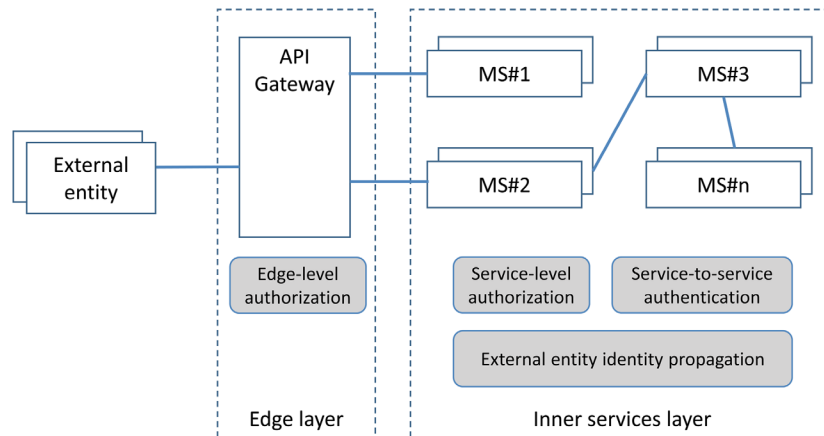 API
Gateway
MS#1
MS#3
External
entity
MS#2
MS#n
Edge-level
authorization
Service-level
authorization
Service-to-service
authentication
External entity identity propagation
Edge layer
Inner services layer